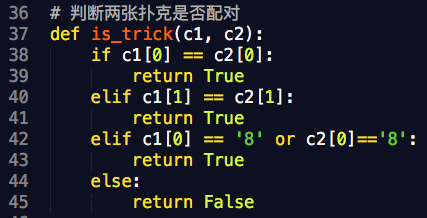 36 # 判断两张扑克是否配对
37 def is_trick(c1, c2):
38     if c1[0] == c2[0]:
39         return True
40     elif c1[1] == c2[1]:
41         return True
42     elif c1[0] == '8' or c2[0]=='8':
43         return True
44     else:
45         return False